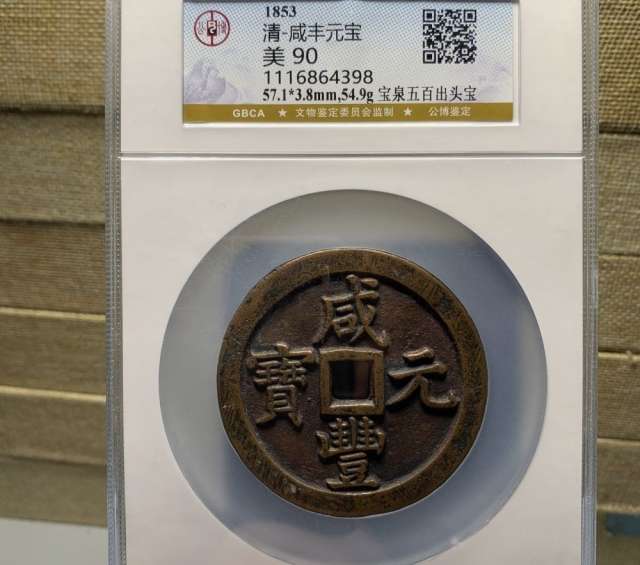 1853
清-咸丰元宝
美 90
1116864398
57.1*3.8mm,54.9g 宝泉五百出头宝
GBCA ★ 文物鉴定委员会监制 ★ 公博鉴定
咸
豐
元
寶